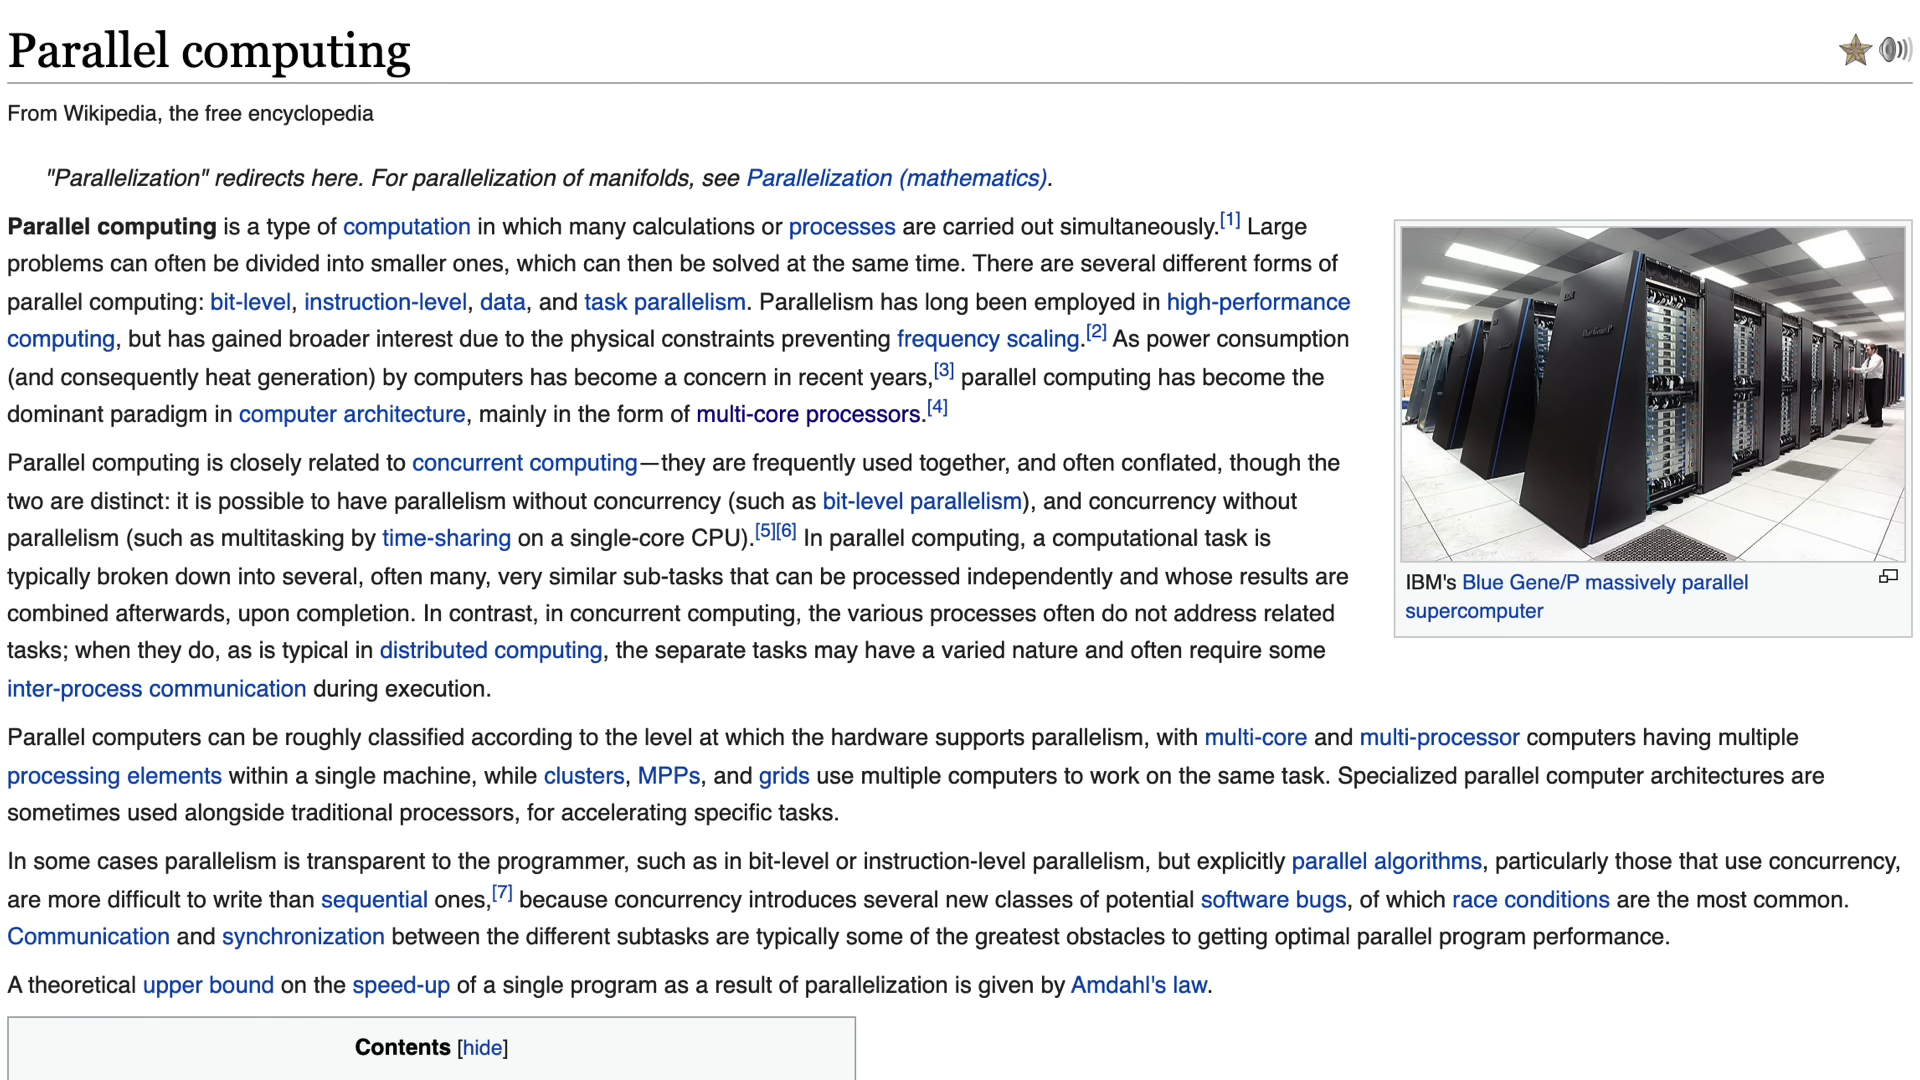 Parallel computing
From Wikipedia, the free encyclopedia
"Parallelization" redirects here. For parallelization of manifolds, see Parallelization (mathematics).
Parallel computing is a type of computation in which many calculations or processes are carried out simultaneously.[1] Large
problems can often be divided into smaller ones, which can then be solved at the same time. There are several different forms of
parallel computing: bit-level, instruction-level, data, and task parallelism. Parallelism has long been employed in high-performance
computing, but has gained broader interest due to the physical constraints preventing frequency scaling.[2] As power consumption
(and consequently heat generation) by computers has become a concern in recent years,[3] parallel computing has become the
dominant paradigm in computer architecture, mainly in the form of multi-core processors.[4]
Parallel computing is closely related to concurrent computing—they are frequently used together, and often conflated, though the
two are distinct: it is possible to have parallelism without concurrency (such as bit-level parallelism), and concurrency without
parallelism (such as multitasking by time-sharing on a single-core CPU).[5][6] In parallel computing, a computational task is
typically broken down into several, often many, very similar sub-tasks that can be processed independently and whose results are
combined afterwards, upon completion. In contrast, in concurrent computing, the various processes often do not address related
tasks; when they do, as is typical in distributed computing, the separate tasks may have a varied nature and often require some
inter-process communication during execution.
IBM's Blue Gene/P massively parallel
supercomputer
Parallel computers can be roughly classified according to the level at which the hardware supports parallelism, with multi-core and multi-processor computers having multiple
processing elements within a single machine, while clusters, MPPs, and grids use multiple computers to work on the same task. Specialized parallel computer architectures are
sometimes used alongside traditional processors, for accelerating specific tasks.
In some cases parallelism is transparent to the programmer, such as in bit-level or instruction-level parallelism, but explicitly parallel algorithms, particularly those that use concurrency,
are more difficult to write than sequential ones,[7] because concurrency introduces several new classes of potential software bugs, of which race conditions are the most common.
Communication and synchronization between the different subtasks are typically some of the greatest obstacles to getting optimal parallel program performance.
A theoretical upper bound on the speed-up of a single program as a result of parallelization is given by Amdahl's law.
Contents [hide]